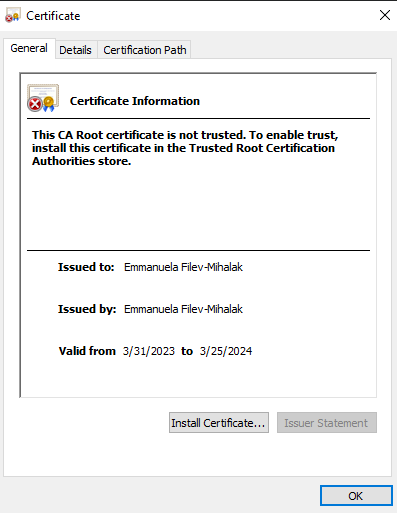 Certificate
General
Details
Certification Path
Certificate Information
This CA Root certificate is not trusted. To enable trust,
install this certificate in the Trusted Root Certification
Authorities store.
Issued to: Emmanuela Filev-Mihalak
Issued by: Emmanuela Filev-Mihalak
Valid from 3/31/2023 to 3/25/2024
Install Certificate...
Issuer Statement
OK